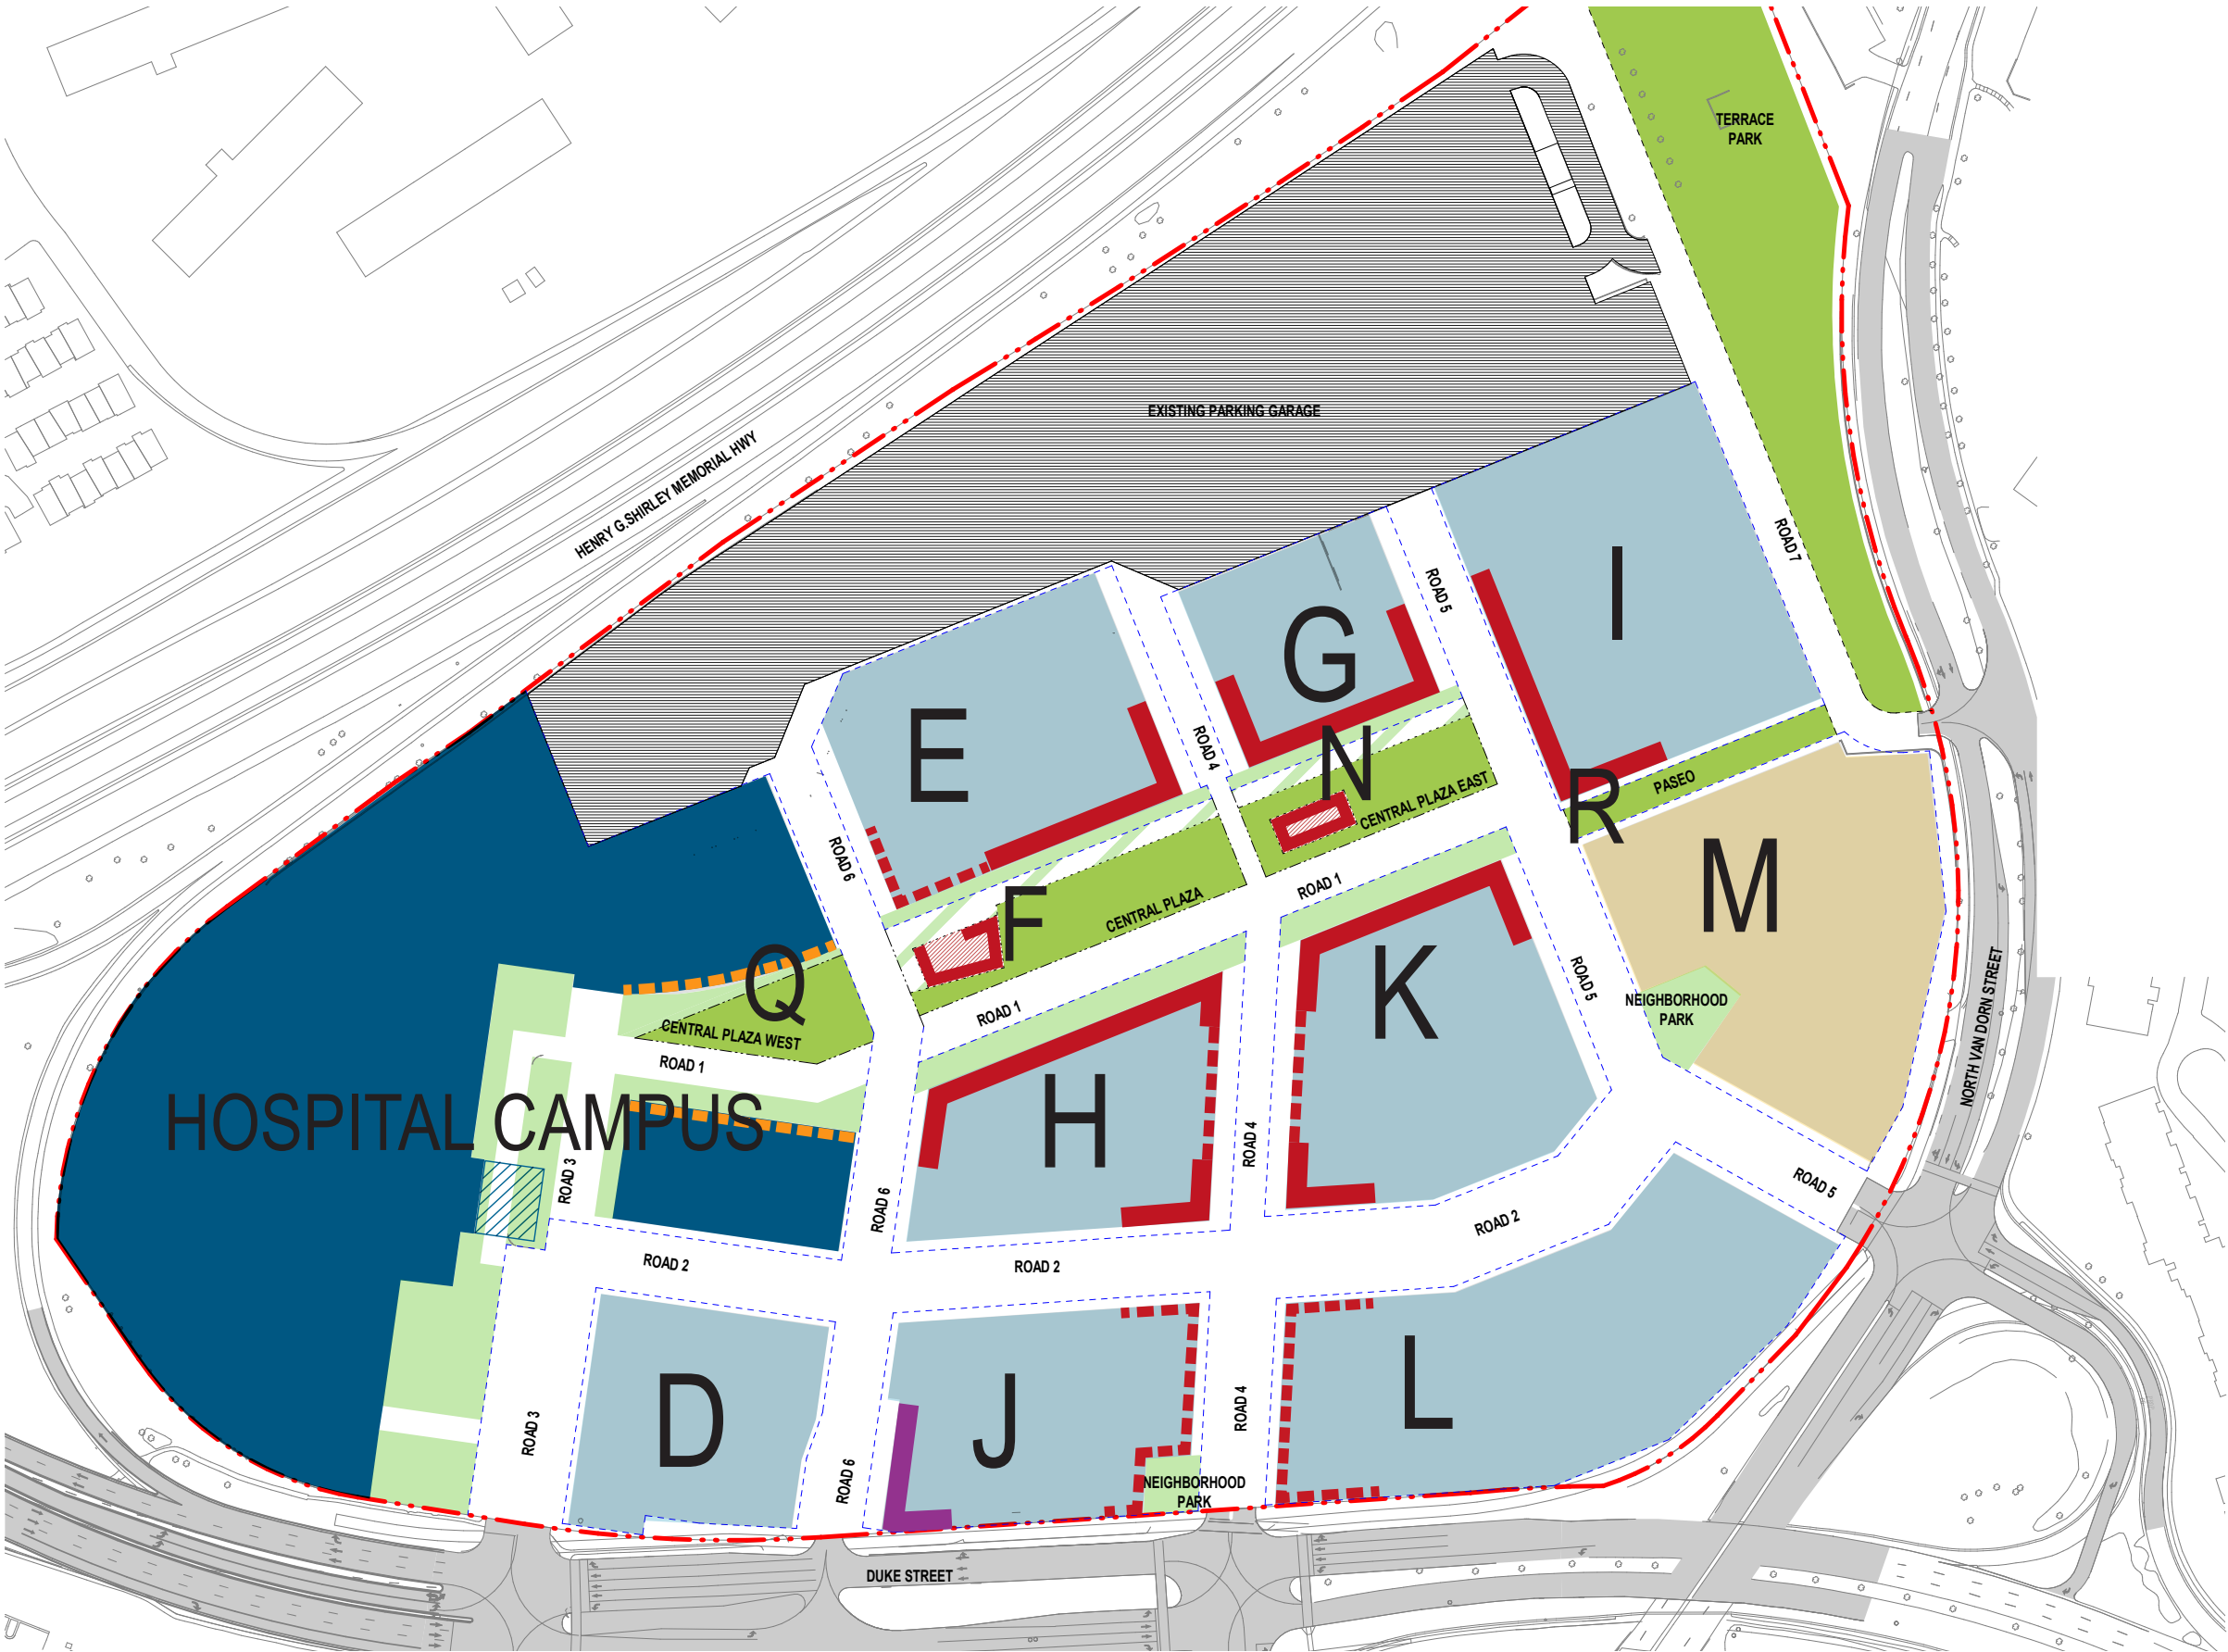 TERRACE
PARK
EXISTING PARKING GARAGE
HENRY G.SHIRLEY MEMORIAL HWY
ROAD 7
I
ROAD 5
G
E
ROAD 4
N
CENTRAL PLAZA EAST
R
PASEO
M
ROAD 6
F
CENTRAL PLAZA
ROAD 1
K
Q
CENTRAL PLAZA WEST
ROAD 1
ROAD 1
ROAD 5
NEIGHBORHOOD
PARK
NORTH VAN DORN STREET
HOSPITAL CAMPUS
H
ROAD 3
ROAD 6
ROAD 4
ROAD 5
ROAD 2
ROAD 2
ROAD 2
D
J
L
ROAD 3
ROAD 6
ROAD 4
NEIGHBORHOOD
PARK
DUKE STREET